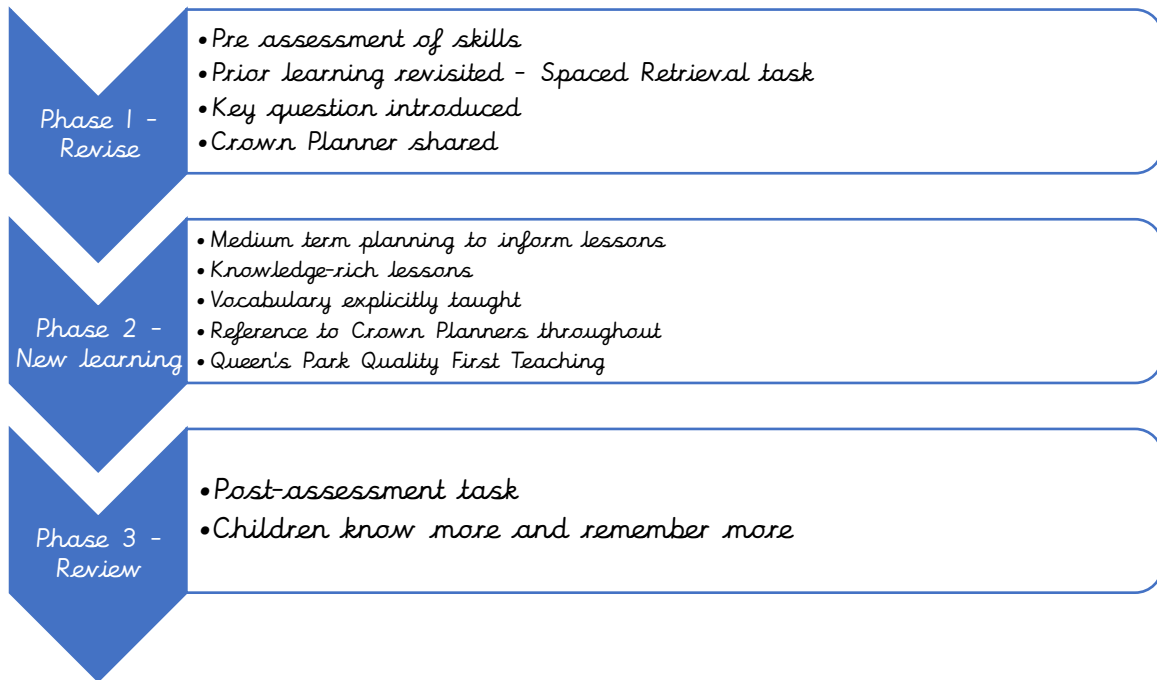 Phase 1 -
Revise
•Pre assessment of skills
•Prior learning revisited - Spaced Retrieval task
•Key question introduced
•Crown Planner shared
Phase 2 -
New learning
•Medium term planning to inform lessons
•Knowledge-rich lessons
•Vocabulary explicitly taught
•Reference to Crown Planners throughout
•Queen's Park Quality First Teaching
Phase 3 -
Review
•Post-assessment task
•Children know more and remember more